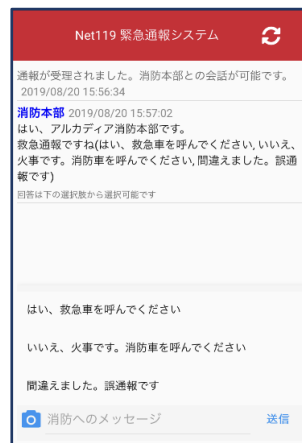 Net119 緊急通報システム
通報が受理されました。消防本部との会話が可能です。
2019/08/20 15:56:34
消防本部 2019/08/20 15:57:02
はい、アルカディア消防本部です。
救急通報ですね(はい、救急車を呼んでください, いいえ、
火事です。消防車を呼んでください, 間違えました。誤通
報です)
回答は下の選択肢から選択可能です
はい、救急車を呼んでください
いいえ、火事です。消防車を呼んでください
間違えました。誤通報です
消防へのメッセージ
送信